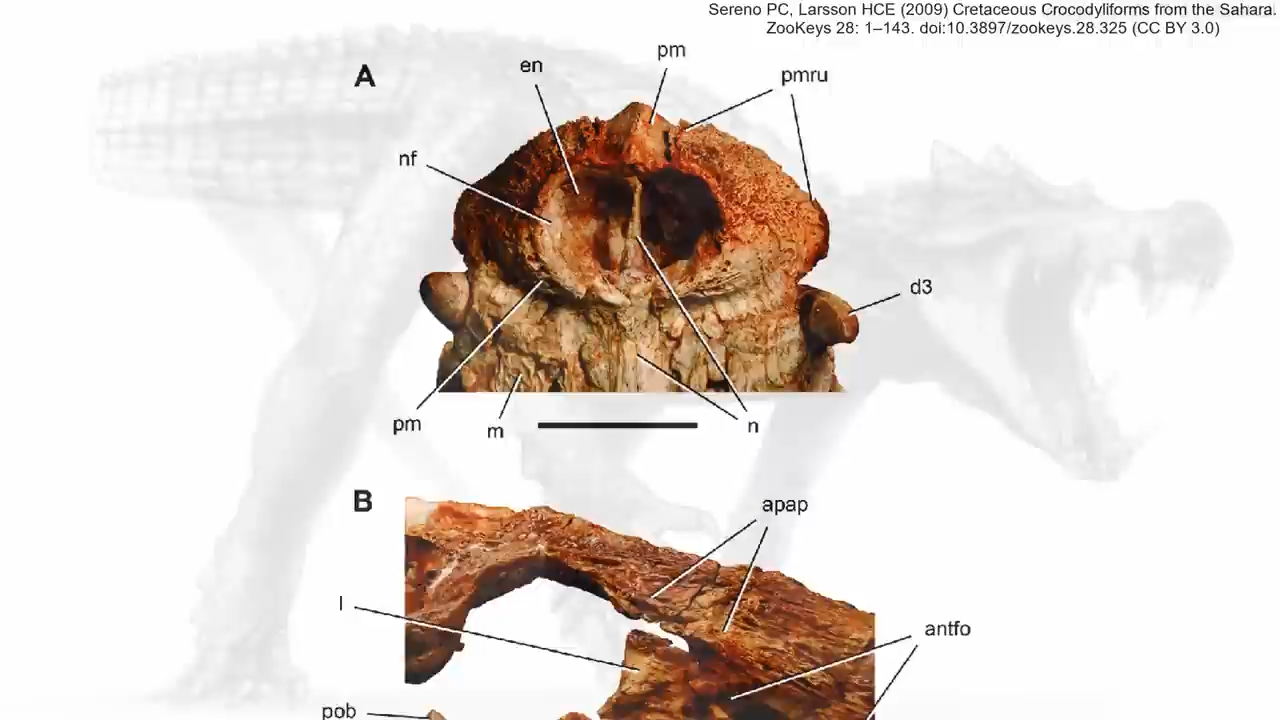 Sereno PC, Larsson HCE (2009) Cretaceous Crocodyliforms from the Sahara.
ZooKeys 28: 1–143. doi:10.3897/zookeys.28.325 (CC BY 3.0)
A
en
pm
pmru
nf
d3
pm
m
n
B
apap
l
antfo
pob